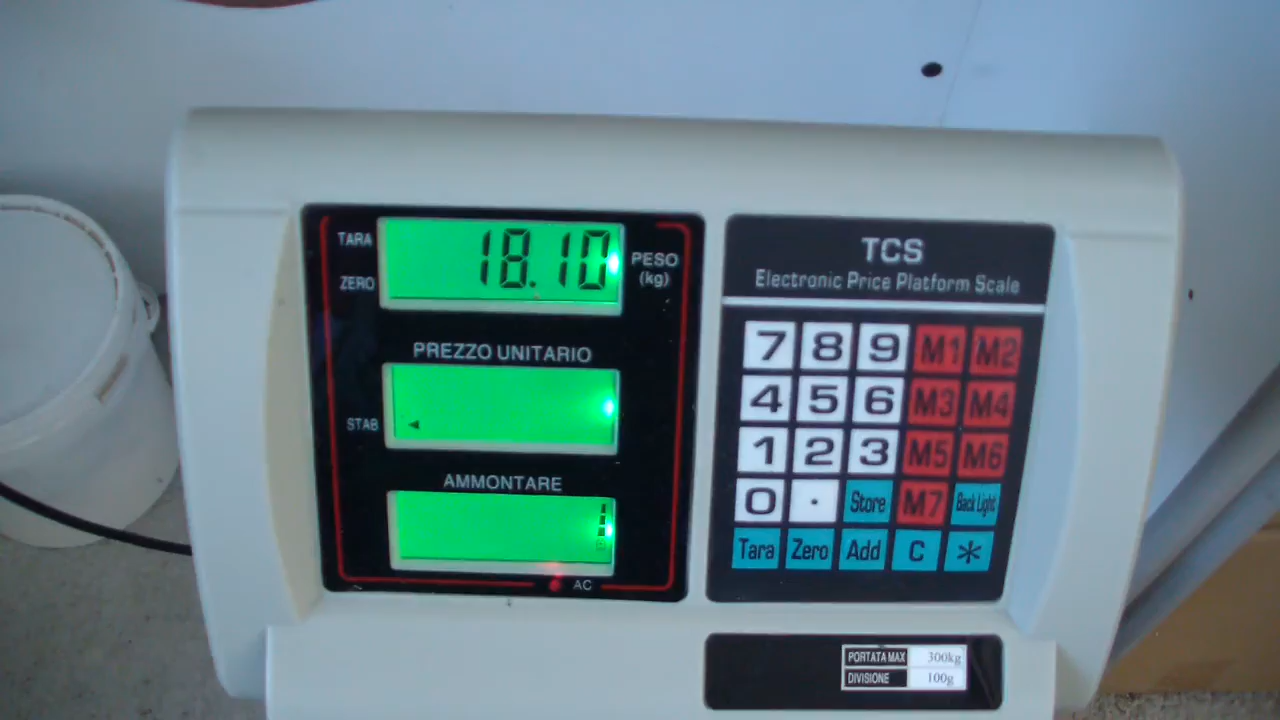 TARA
18.10
PESO
(kg)
ZERO
PREZZO UNITARIO
STAB
AMMONTARE
AC
TCS
Electronic Price Platform Scale
7 8 9 M1 M2
4 5 6 M3 M4
1 2 3 M5 M6
0 . Store M7 Back Light
Tara Zero Add C *
PORTATA MAX 300kg
DIVISIONE 100g